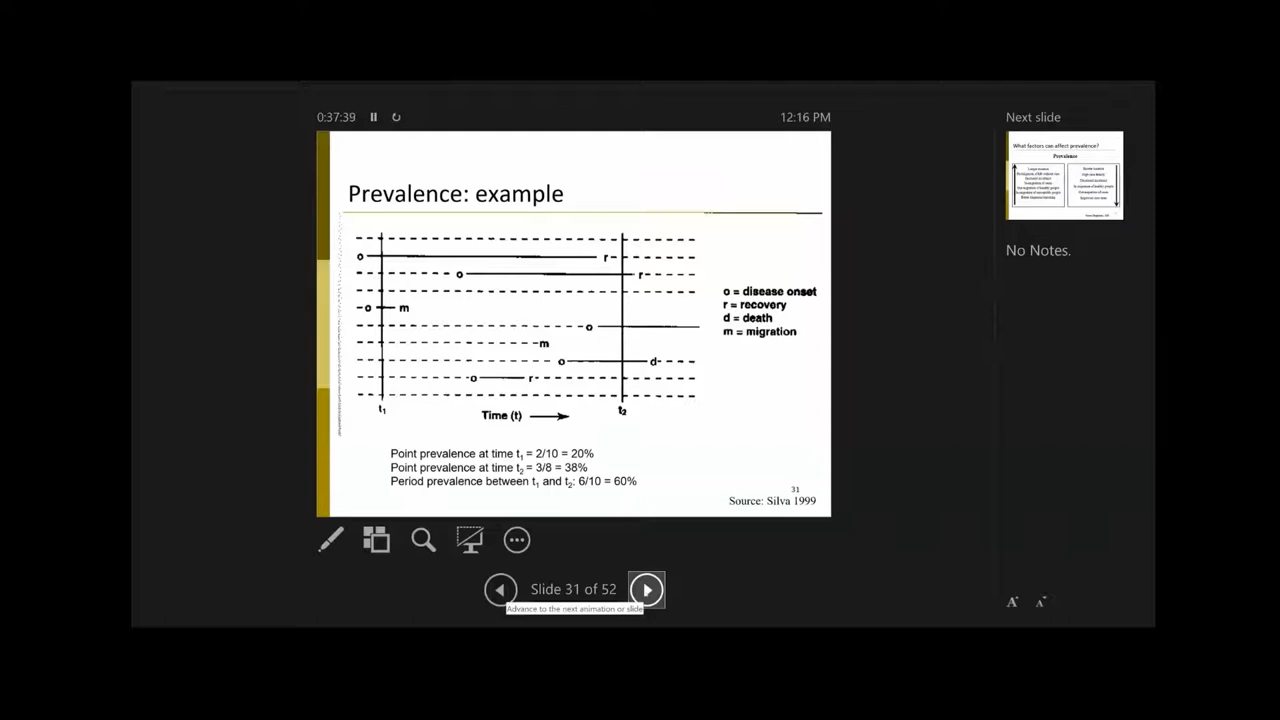 0:37:39
12:16 PM
Next slide
Prevalence: example
o
r
o
r
o
m
o
m
o
d
o
r
t1
Time (t)
t2
o = disease onset
r = recovery
d = death
m = migration
Point prevalence at time t1 = 2/10 = 20%
Point prevalence at time t2 = 3/8 = 38%
Period prevalence between t1 and t2: 6/10 = 60%
31
Source: Silva 1999
What factors can affect prevalence?
Prevalence
No Notes.
Slide 31 of 52
Advance to the next animation or slide
A
A